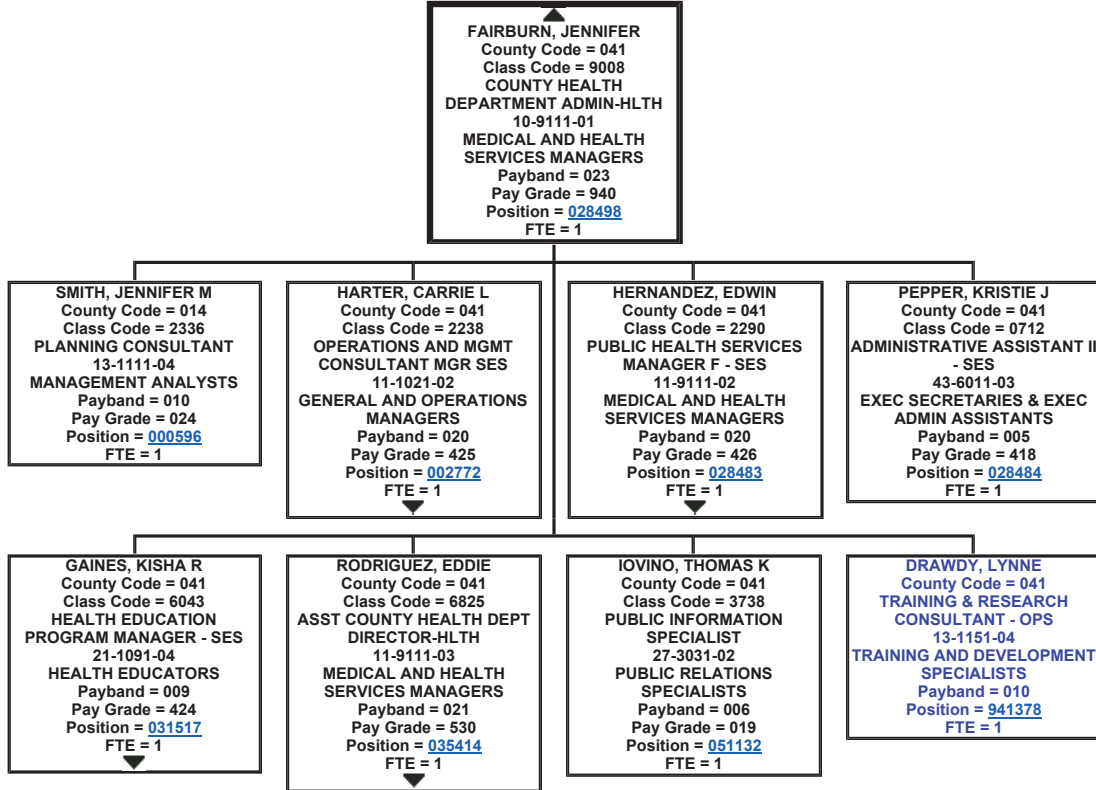 FAIRBURN, JENNIFER
County Code = 041
Class Code = 9008
COUNTY HEALTH
DEPARTMENT ADMIN-HLTH
10-9111-01
MEDICAL AND HEALTH
SERVICES MANAGERS
Payband = 023
Pay Grade = 940
Position = 028498
FTE = 1
SMITH, JENNIFER M
County Code = 014
Class Code = 2336
PLANNING CONSULTANT
13-1111-04
MANAGEMENT ANALYSTS
Payband = 010
Pay Grade = 024
Position = 000596
FTE = 1
HARTER, CARRIE L
County Code = 041
Class Code = 2238
OPERATIONS AND MGMT
CONSULTANT MGR SES
11-1021-02
GENERAL AND OPERATIONS
MANAGERS
Payband = 020
Pay Grade = 425
Position = 002772
FTE = 1
HERNANDEZ, EDWIN
County Code = 041
Class Code = 2290
PUBLIC HEALTH SERVICES
MANAGER F - SES
11-9111-02
MEDICAL AND HEALTH
SERVICES MANAGERS
Payband = 020
Pay Grade = 426
Position = 028483
FTE = 1
PEPPER, KRISTIE J
County Code = 041
Class Code = 0712
ADMINISTRATIVE ASSISTANT II
- SES
43-6011-03
EXEC SECRETARIES & EXEC
ADMIN ASSISTANTS
Payband = 005
Pay Grade = 418
Position = 028484
FTE = 1
GAINES, KISHA R
County Code = 041
Class Code = 6043
HEALTH EDUCATION
PROGRAM MANAGER - SES
21-1091-04
HEALTH EDUCATORS
Payband = 009
Pay Grade = 424
Position = 031517
FTE = 1
RODRIGUEZ, EDDIE
County Code = 041
Class Code = 6825
ASST COUNTY HEALTH DEPT
DIRECTOR-HLTH
11-9111-03
MEDICAL AND HEALTH
SERVICES MANAGERS
Payband = 021
Pay Grade = 530
Position = 035414
FTE = 1
IOVINO, THOMAS K
County Code = 041
Class Code = 3738
PUBLIC INFORMATION
SPECIALIST
27-3031-02
PUBLIC RELATIONS
SPECIALISTS
Payband = 006
Pay Grade = 019
Position = 051132
FTE = 1
DRAWDY, LYNNE
County Code = 041
TRAINING & RESEARCH
CONSULTANT - OPS
13-1151-04
TRAINING AND DEVELOPMENT
SPECIALISTS
Payband = 010
Position = 941378
FTE = 1